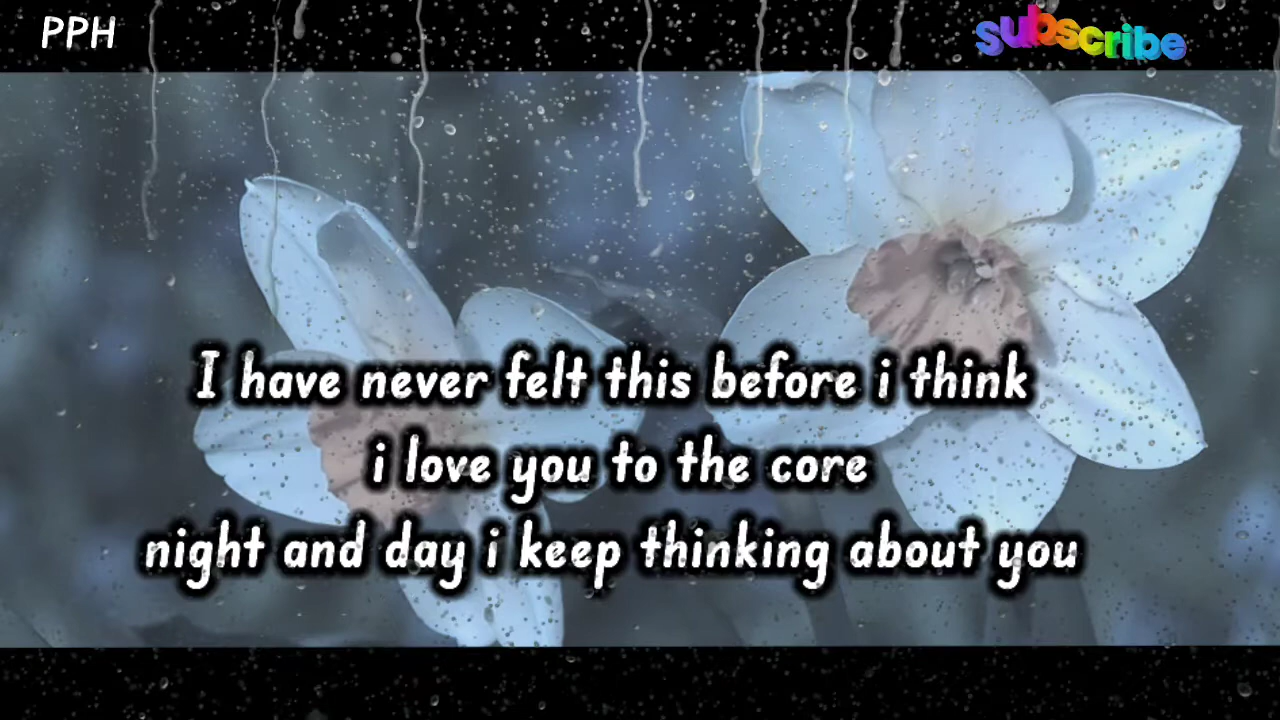 PPH
subscribe
I have never felt this before i think
i love you to the core
night and day i keep thinking about you